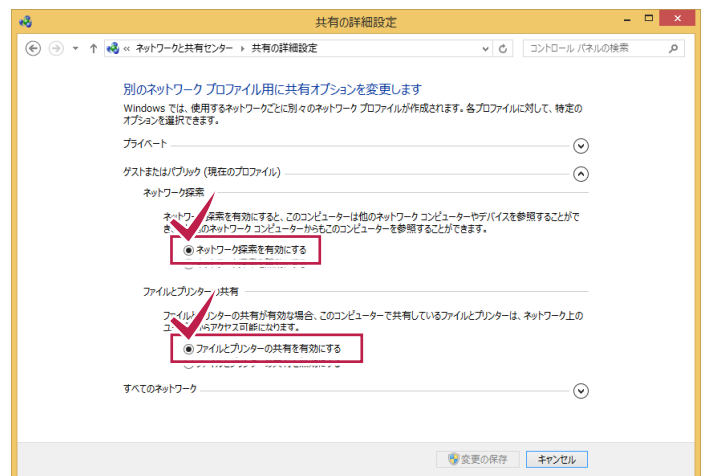 共有の詳細設定
« ネットワークと共有センター ▸ 共有の詳細設定
コントロール パネルの検索
別のネットワーク プロファイル用に共有オプションを変更します
Windows では、使用するネットワークごとに別々のネットワーク プロファイルが作成されます。各プロファイルに対して、特定の
オプションを選択できます。
プライベート
ゲストまたはパブリック (現在のプロファイル)
ネットワーク探索
ネットワーク探索を有効にすると、このコンピューターは他のネットワーク コンピューターやデバイスを参照することがで
のネットワーク コンピューターからもこのコンピューターを参照することができます。
ネットワーク探索を有効にする
ファイルとプリンターの共有
ファイルとプリンターの共有が有効な場合、このコンピューターで共有しているファイルとプリンターは、ネットワーク上の
からアクセス可能になります。
ファイルとプリンターの共有を有効にする
すべてのネットワーク
変更の保存
キャンセル